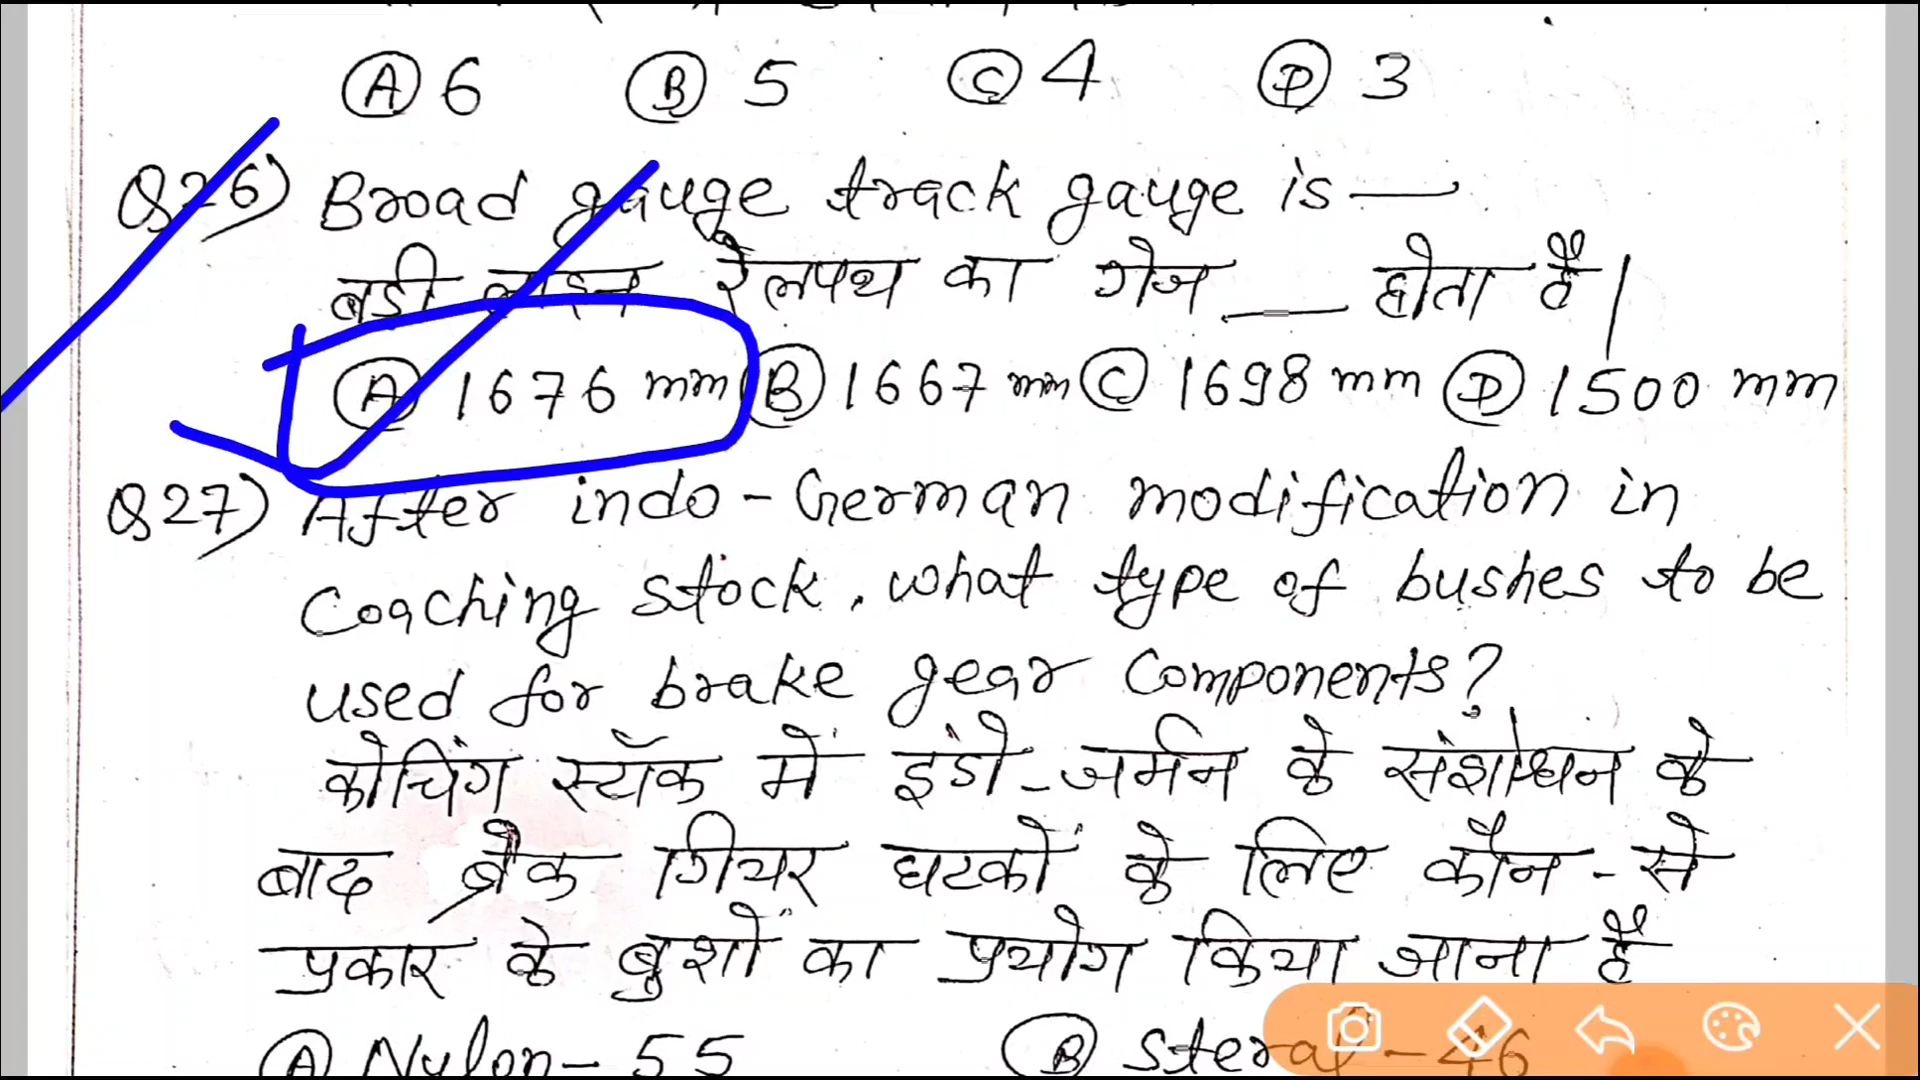 (A) 6 (B) 5 (C) 4 (D) 3
Q26) Broad gauge track gauge is —
बडी लाइन रेलपथ का गेज __ होता है|
(A) 1676 mm (B) 1667 mm (C) 1698 mm (D) 1500 mm
Q27) After indo-German modification in
Coaching stock, what type of bushes to be
used for brake gear components?
कोचिंग स्टॉक में इंडो-जर्मन के संशोधन के
बाद ब्रेक गियर घटकों के लिए कौन-से
प्रकार के बुशों का प्रयोग किया जाना है
(A) Nylon-55 (B) - 46